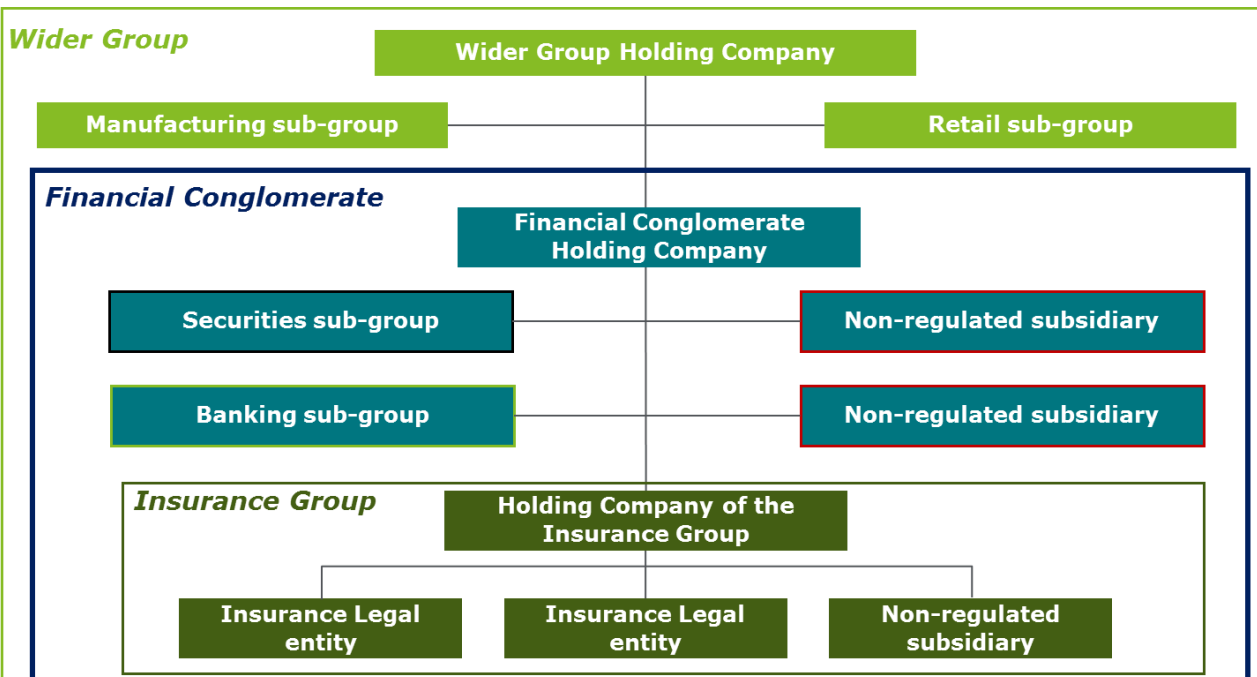 Wider Group
Wider Group Holding Company
Manufacturing sub-group
Retail sub-group
Financial Conglomerate
Financial Conglomerate
Holding Company
Securities sub-group
Non-regulated subsidiary
Banking sub-group
Non-regulated subsidiary
Insurance Group
Holding Company of the
Insurance Group
Insurance Legal
entity
Insurance Legal
entity
Non-regulated
subsidiary